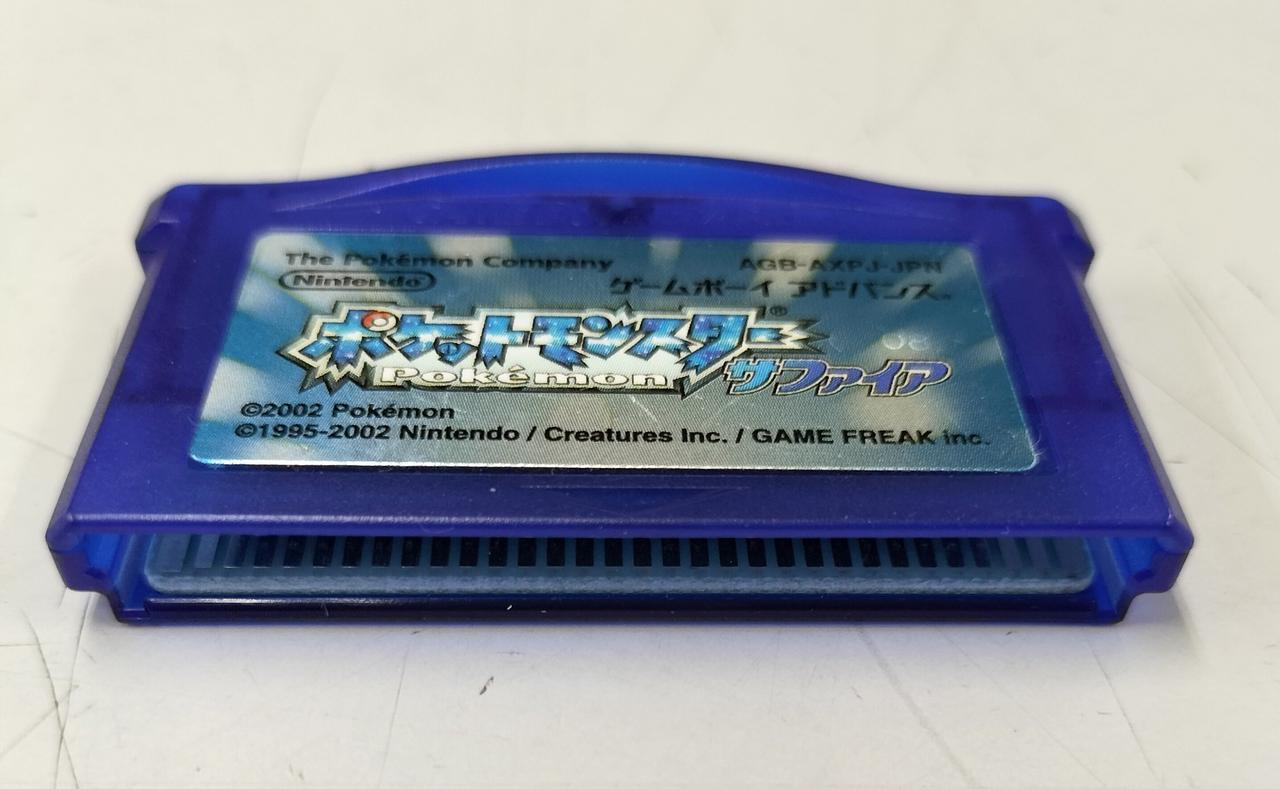 The Pokémon Company AGB-AXPJ-JPN
Nintendo ゲームボーイ アドバンス®
ポケットモンスター®
Pokémon サファイア
©2002 Pokémon
©1995-2002 Nintendo / Creatures Inc. / GAME FREAK inc.